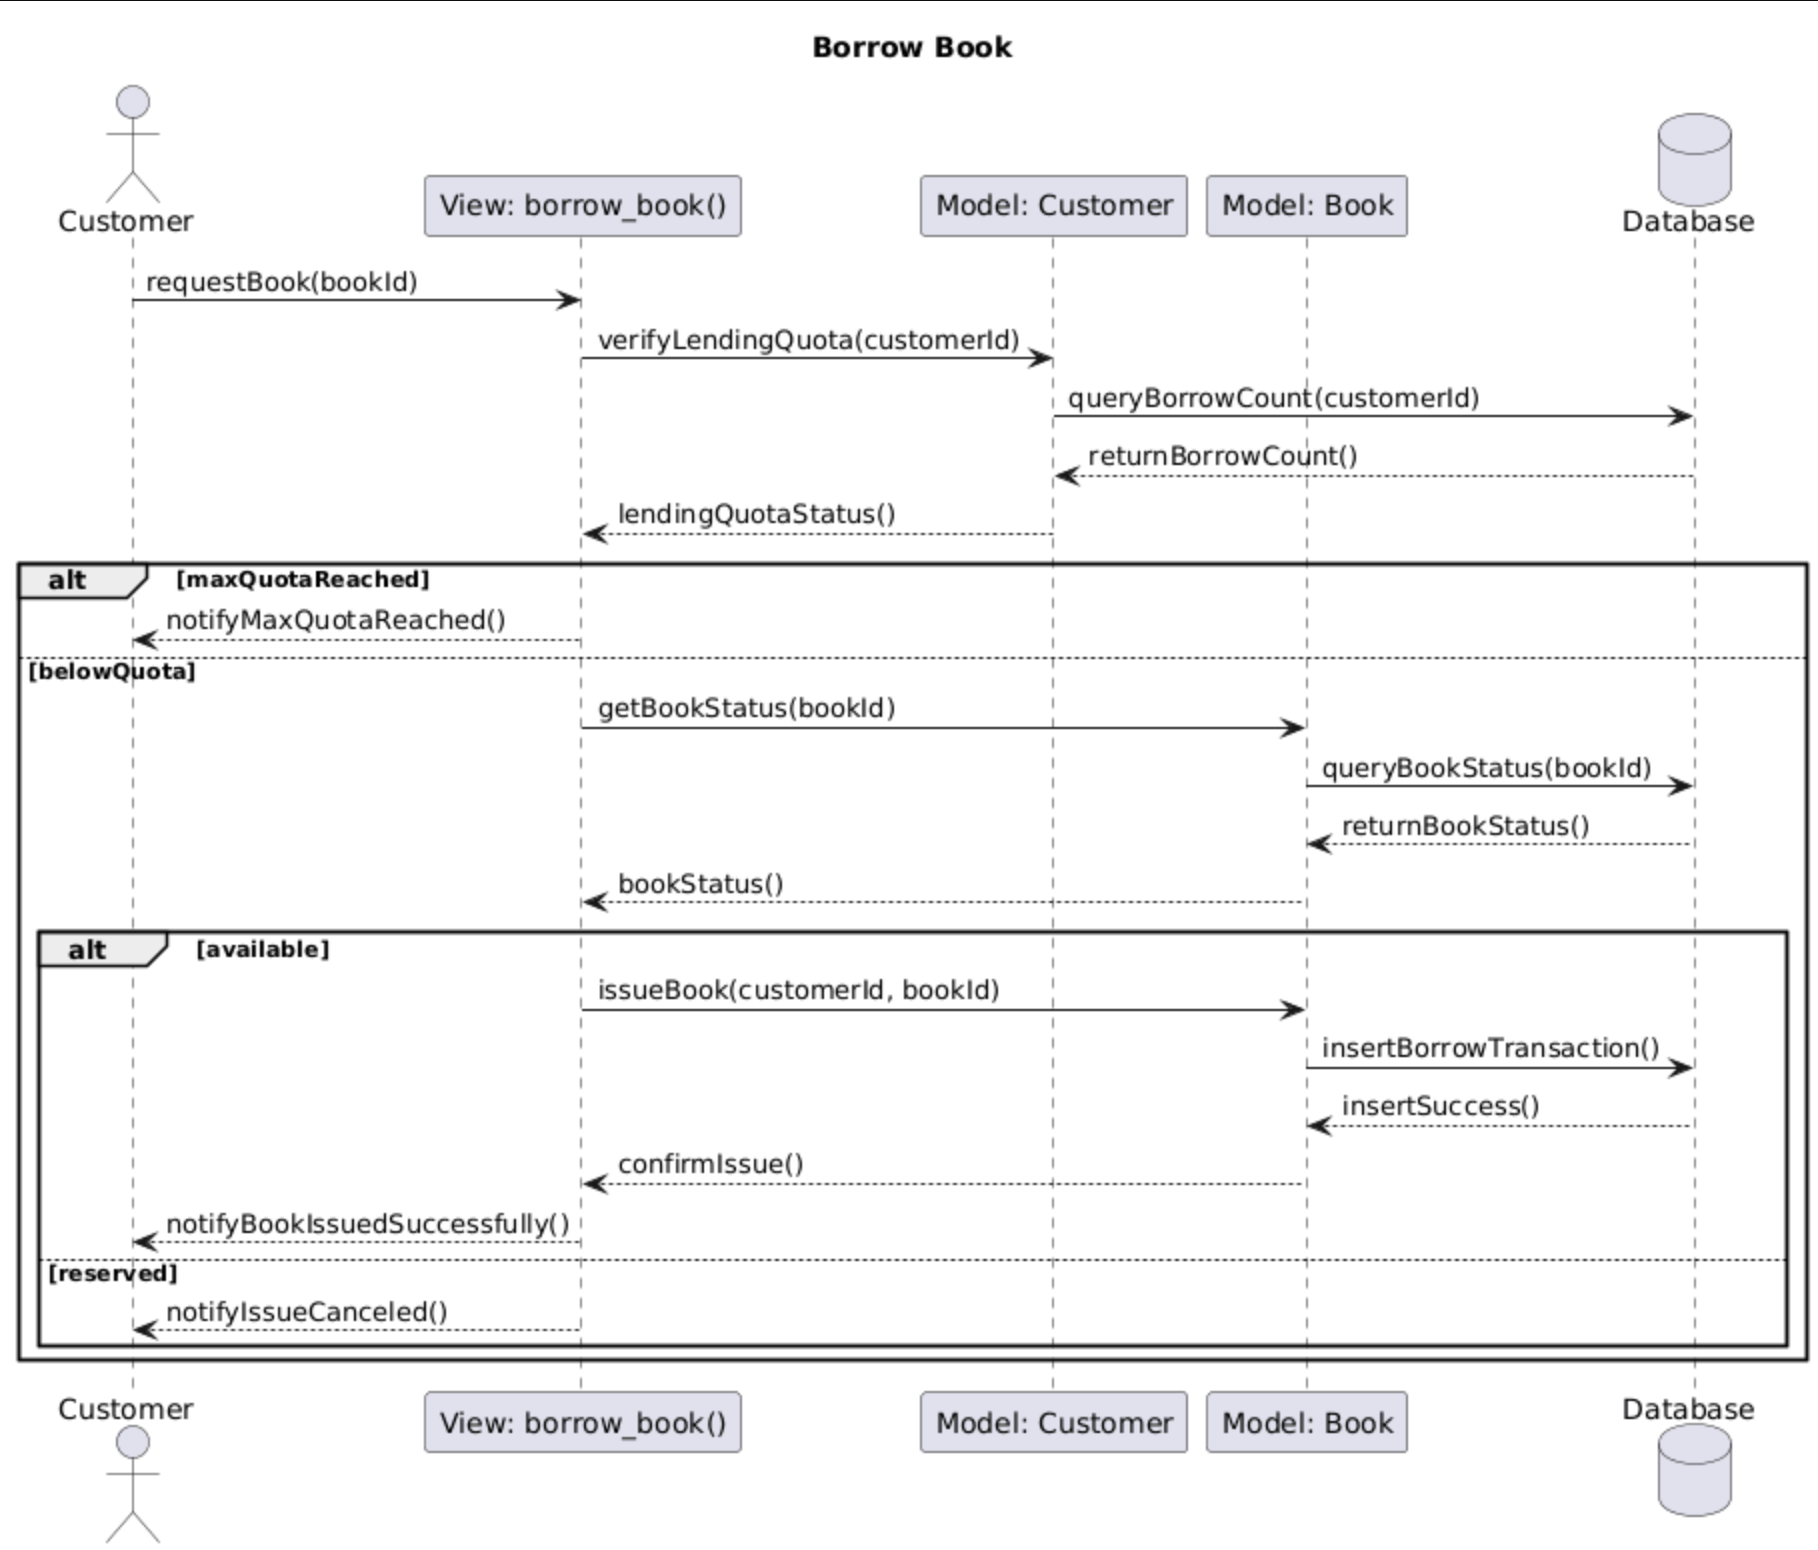 Borrow Book
Customer
View: borrow_book()
Model: Customer
Model: Book
Database
requestBook(bookId)
verifyLendingQuota(customerId)
queryBorrowCount(customerId)
returnBorrowCount()
lendingQuotaStatus()
alt [maxQuotaReached]
notifyMaxQuotaReached()
[belowQuota]
getBookStatus(bookId)
queryBookStatus(bookId)
returnBookStatus()
bookStatus()
alt [available]
issueBook(customerId, bookId)
insertBorrowTransaction()
insertSuccess()
confirmIssue()
notifyBookIssuedSuccessfully()
[reserved]
notifyIssueCanceled()
Customer
View: borrow_book()
Model: Customer
Model: Book
Database